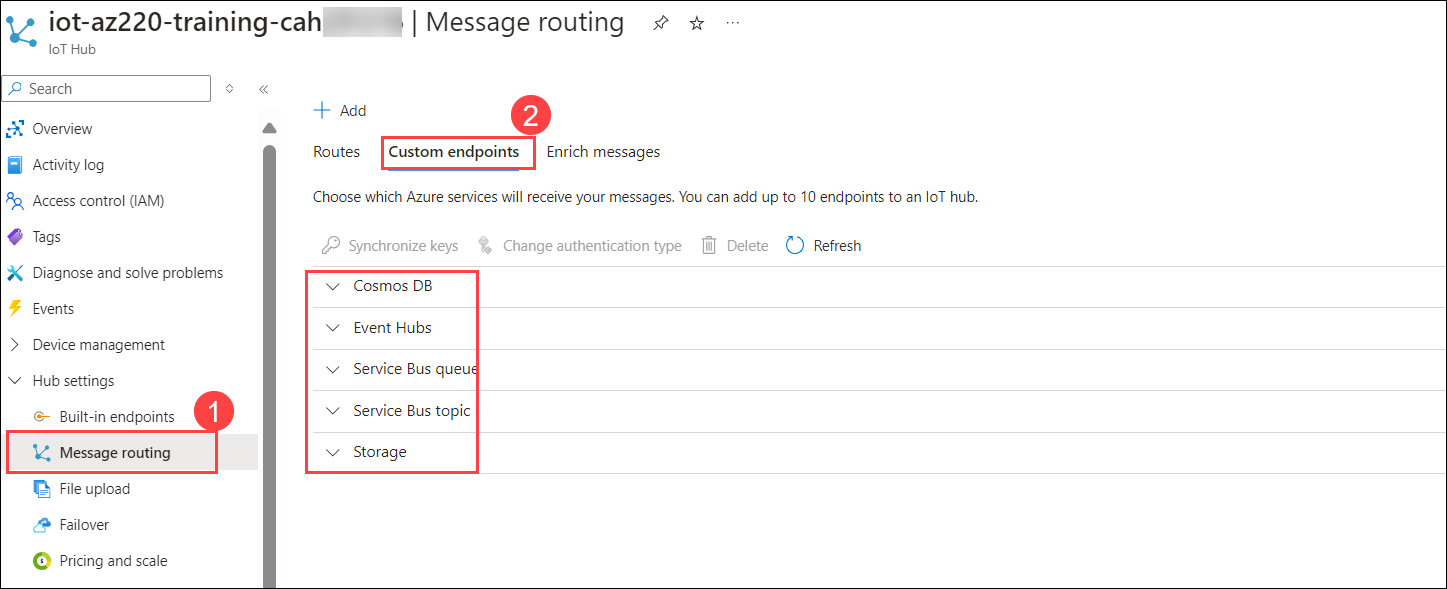 iot-az220-training-cah | Message routing
IoT Hub
Search
Overview
Activity log
Access control (IAM)
Tags
Diagnose and solve problems
Events
Device management
Hub settings
Built-in endpoints
1
Message routing
File upload
Failover
Pricing and scale
Add
2
Routes Custom endpoints Enrich messages
Choose which Azure services will receive your messages. You can add up to 10 endpoints to an IoT hub.
Synchronize keys Change authentication type Delete Refresh
Cosmos DB
Event Hubs
Service Bus queue
Service Bus topic
Storage